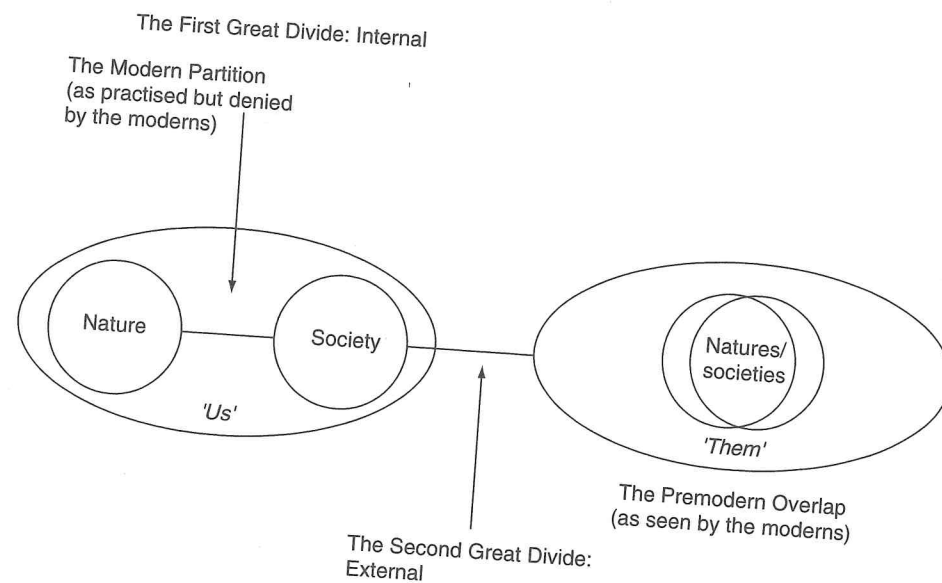 The First Great Divide: Internal
The Modern Partition
(as practised but denied
by the moderns)
Nature
Society
'Us'
Natures/
societies
'Them'
The Premodern Overlap
(as seen by the moderns)
The Second Great Divide:
External